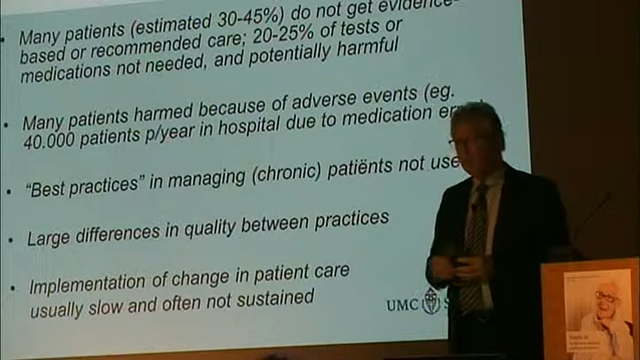 • Many patients (estimated 30-45%) do not get evidence-
based or recommended care; 20-25% of tests or
medications not needed, and potentially harmful
• Many patients harmed because of adverse events (eg.
40.000 patients p/year in hospital due to medication
• "Best practices" in managing (chronic) patiënts not
• Large differences in quality between practices
• Implementation of change in patient care
usually slow and often not sustained
UMC